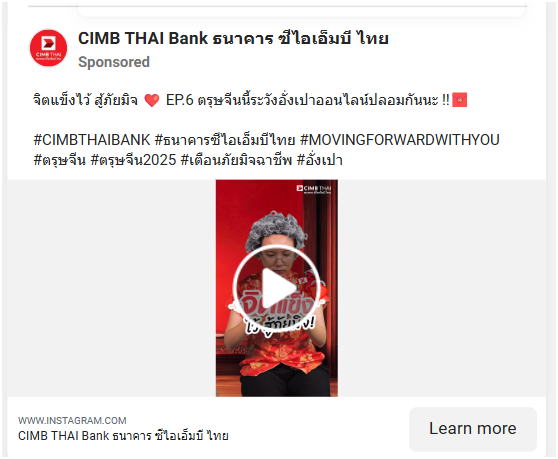 CIMB THAI Bank ธนาคาร ซีไอเอ็มบี ไทย
CIMB THAI
Sponsored
จิตแข็งไว้ สู้ภัยมิจ ❤️ EP.6 ตรุษจีนนี้ระวังอั่งเปาออนไลน์ปลอมกันนะ !!🧧
#CIMBTHAIBANK #ธนาคารซีไอเอ็มบีไทย #MOVINGFORWARDWITHYOU
#ตรุษจีน #ตรุษจีน2025 #เตือนภัยมิจฉาชีพ #อั่งเปา
CIMB THAI
จิตแข็ง
ไว้ สู้ภัยมิจ!
WWW.INSTAGRAM.COM
CIMB THAI Bank ธนาคาร ซีไอเอ็มบี ไทย
Learn more